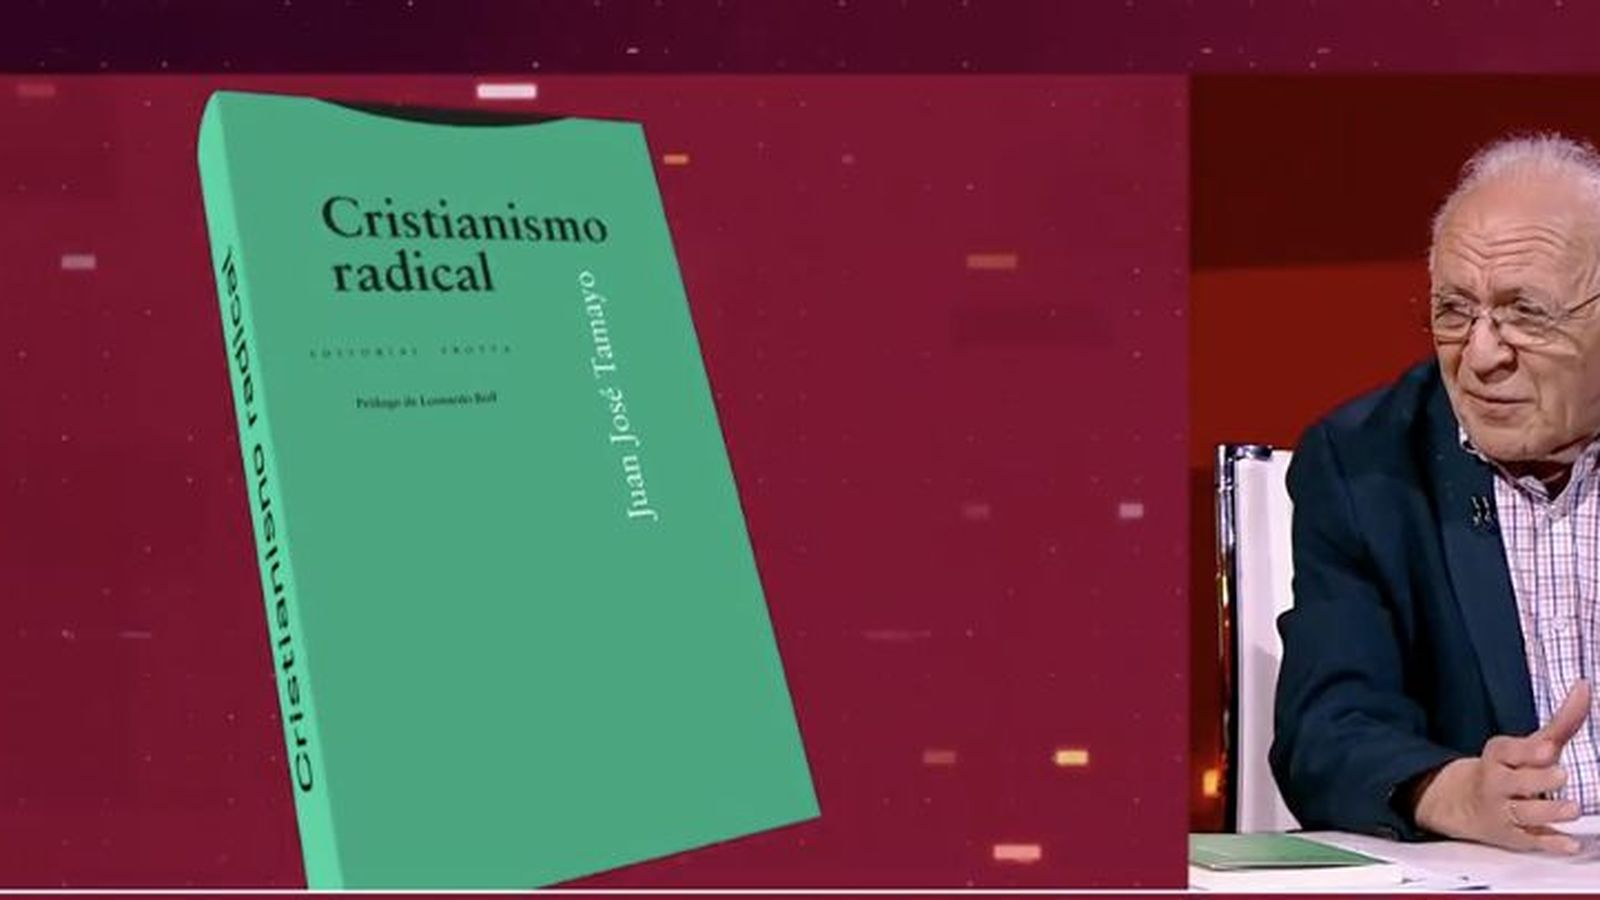 Cristianismo
radical
EDITORIAL TROTTA
Prólogo de Leonardo Boff
Juan José Tamayo
Cristianismo radical